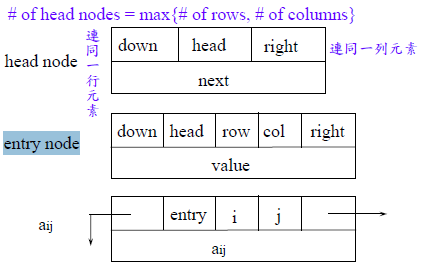 # of head nodes = max{# of rows, # of columns}
連同一行元素
head node
down head right
next
連同一列元素
entry node
down head row col right
value
aij
entry i j
aij